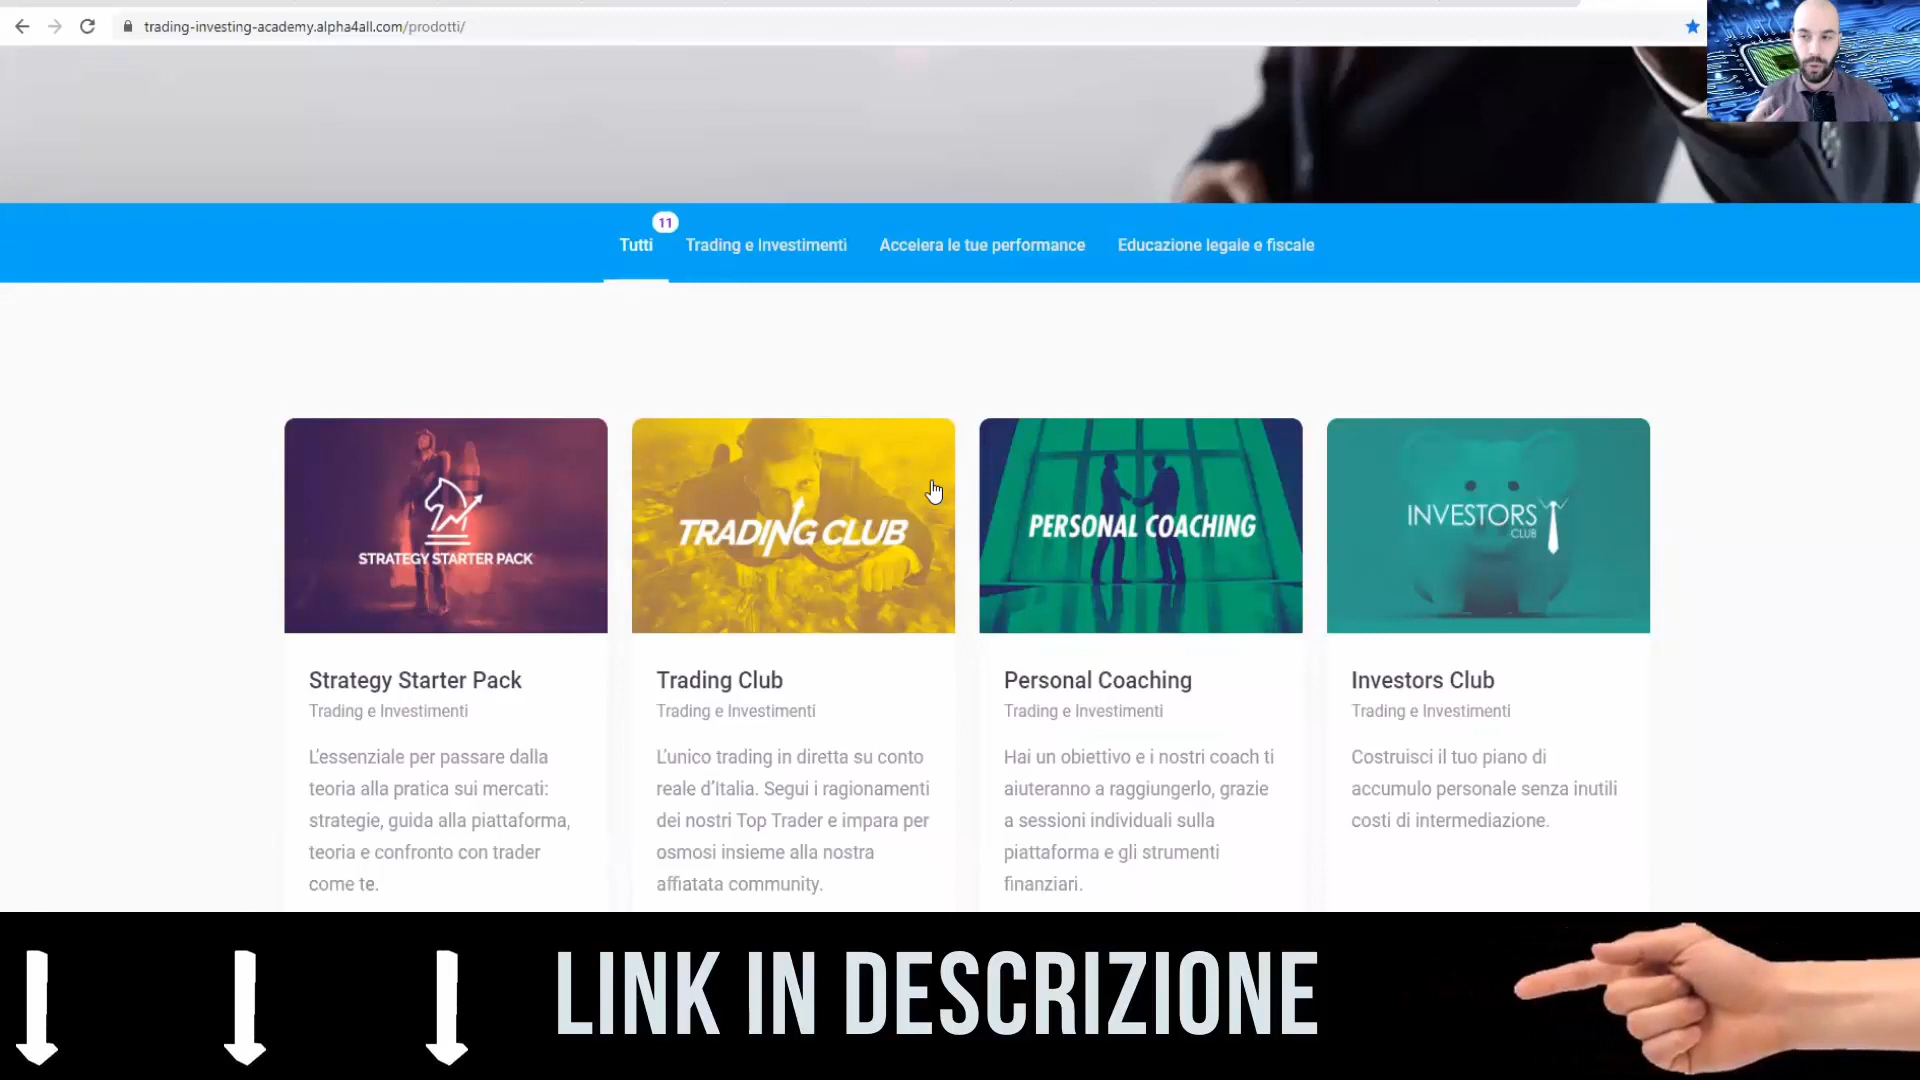 trading-investing-academy.alpha4all.com/prodotti/
11
Tutti
Trading e Investimenti
Accelera le tue performance
Educazione legale e fiscale
STRATEGY STARTER PACK
TRADING CLUB
PERSONAL COACHING
INVESTORS
CLUB
Strategy Starter Pack
Trading e Investimenti
L'essenziale per passare dalla
teoria alla pratica sui mercati:
strategie, guida alla piattaforma,
teoria e confronto con trader
come te.
Trading Club
Trading e Investimenti
L'unico trading in diretta su conto
reale d'Italia. Segui i ragionamenti
dei nostri Top Trader e impara per
osmosi insieme alla nostra
affiatata community.
Personal Coaching
Trading e Investimenti
Hai un obiettivo e i nostri coach ti
aiuteranno a raggiungerlo, grazie
a sessioni individuali sulla
piattaforma e gli strumenti
finanziari.
Investors Club
Trading e Investimenti
Costruisci il tuo piano di
accumulo personale senza inutili
costi di intermediazione.
LINK IN DESCRIZIONE